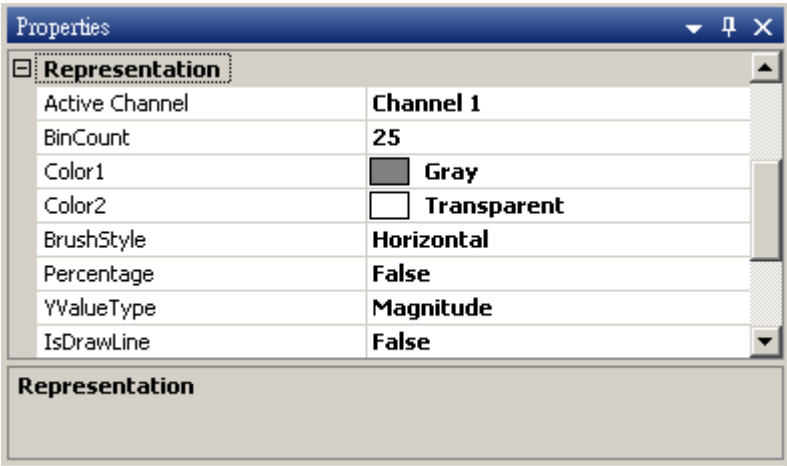 Properties
Representation
Active Channel Channel 1
BinCount 25
Color1 Gray
Color2 Transparent
BrushStyle Horizontal
Percentage False
YValueType Magnitude
IsDrawLine False
Representation